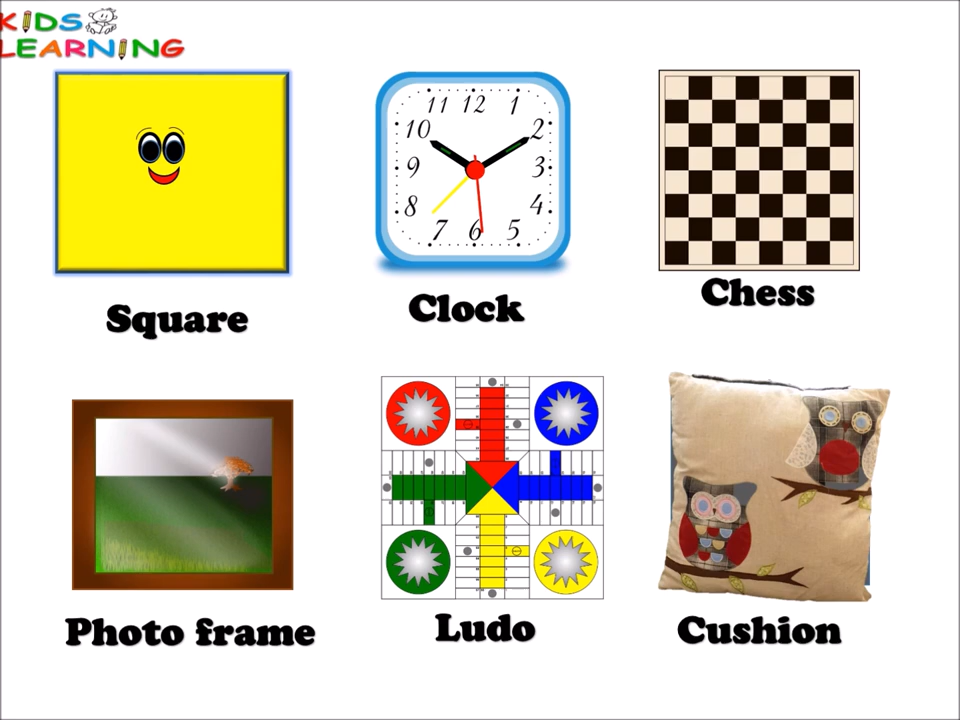 KIDS
LEARNING
11 12 1
10 2
9 3
8 4
7 6 5
Square
Clock
Chess
Photo frame
Ludo
Cushion